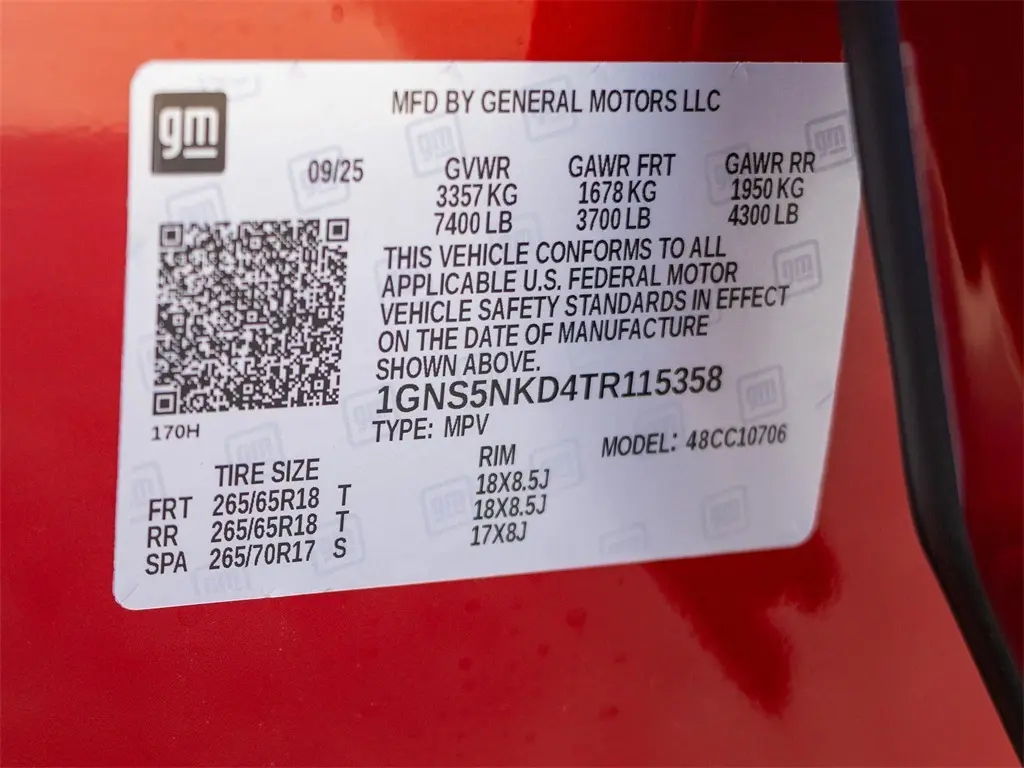 gm
MFD BY GENERAL MOTORS LLC
09/25
GVWR GAWR FRT GAWR RR
3357 KG 1678 KG 1950 KG
7400 LB 3700 LB 4300 LB
THIS VEHICLE CONFORMS TO ALL
APPLICABLE U.S. FEDERAL MOTOR
VEHICLE SAFETY STANDARDS IN EFFECT
ON THE DATE OF MANUFACTURE
SHOWN ABOVE.
1GNS5NKD4TR115358
170H
TYPE: MPV
MODEL: 48CC10706
TIRE SIZE RIM
FRT 265/65R18 T 18X8.5J
RR 265/65R18 T 18X8.5J
SPA 265/70R17 S 17X8J